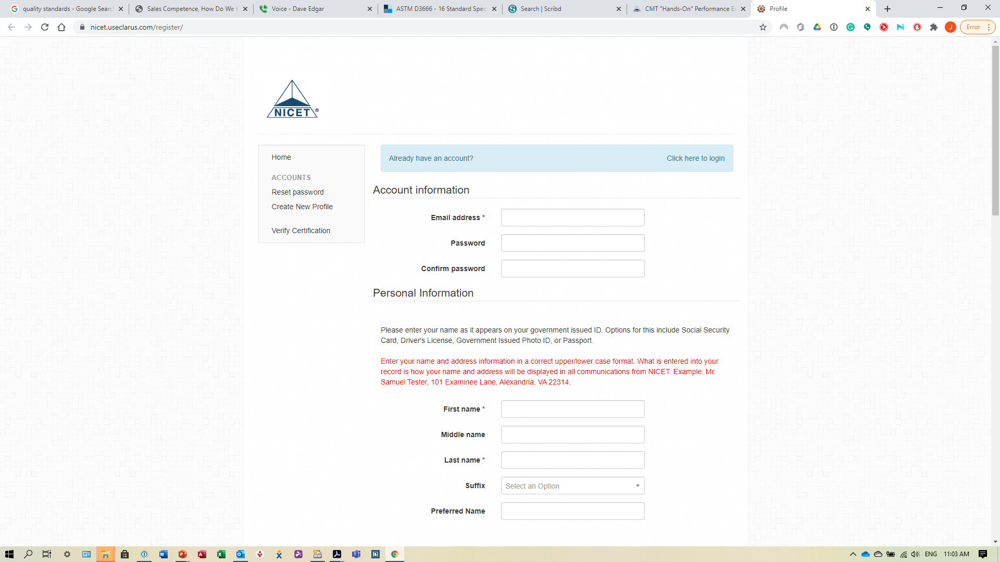 quality standards - Google Searc
Sales Competence, How Do We K
Voice - Dave Edgar
ASTM D3666 - 16 Standard Spec
Search | Scribd
CMT "Hands-On" Performance E
Profile
nicet.useclarus.com/register/
J
Error
NICET®
Home
ACCOUNTS
Reset password
Create New Profile
Verify Certification
Already have an account?
Click here to login
Account information
Email address *
Password
Confirm password
Personal Information
Please enter your name as it appears on your government issued ID. Options for this include Social Security
Card, Driver's License, Government Issued Photo ID, or Passport.
Enter your name and address information in a correct upper/lower case format. What is entered into your
record is how your name and address will be displayed in all communications from NICET. Example: Mr.
Samuel Tester, 101 Examinee Lane, Alexandria, VA 22314.
First name *
Middle name
Last name *
Suffix
Select an Option
Preferred Name
ENG
11:03 AM